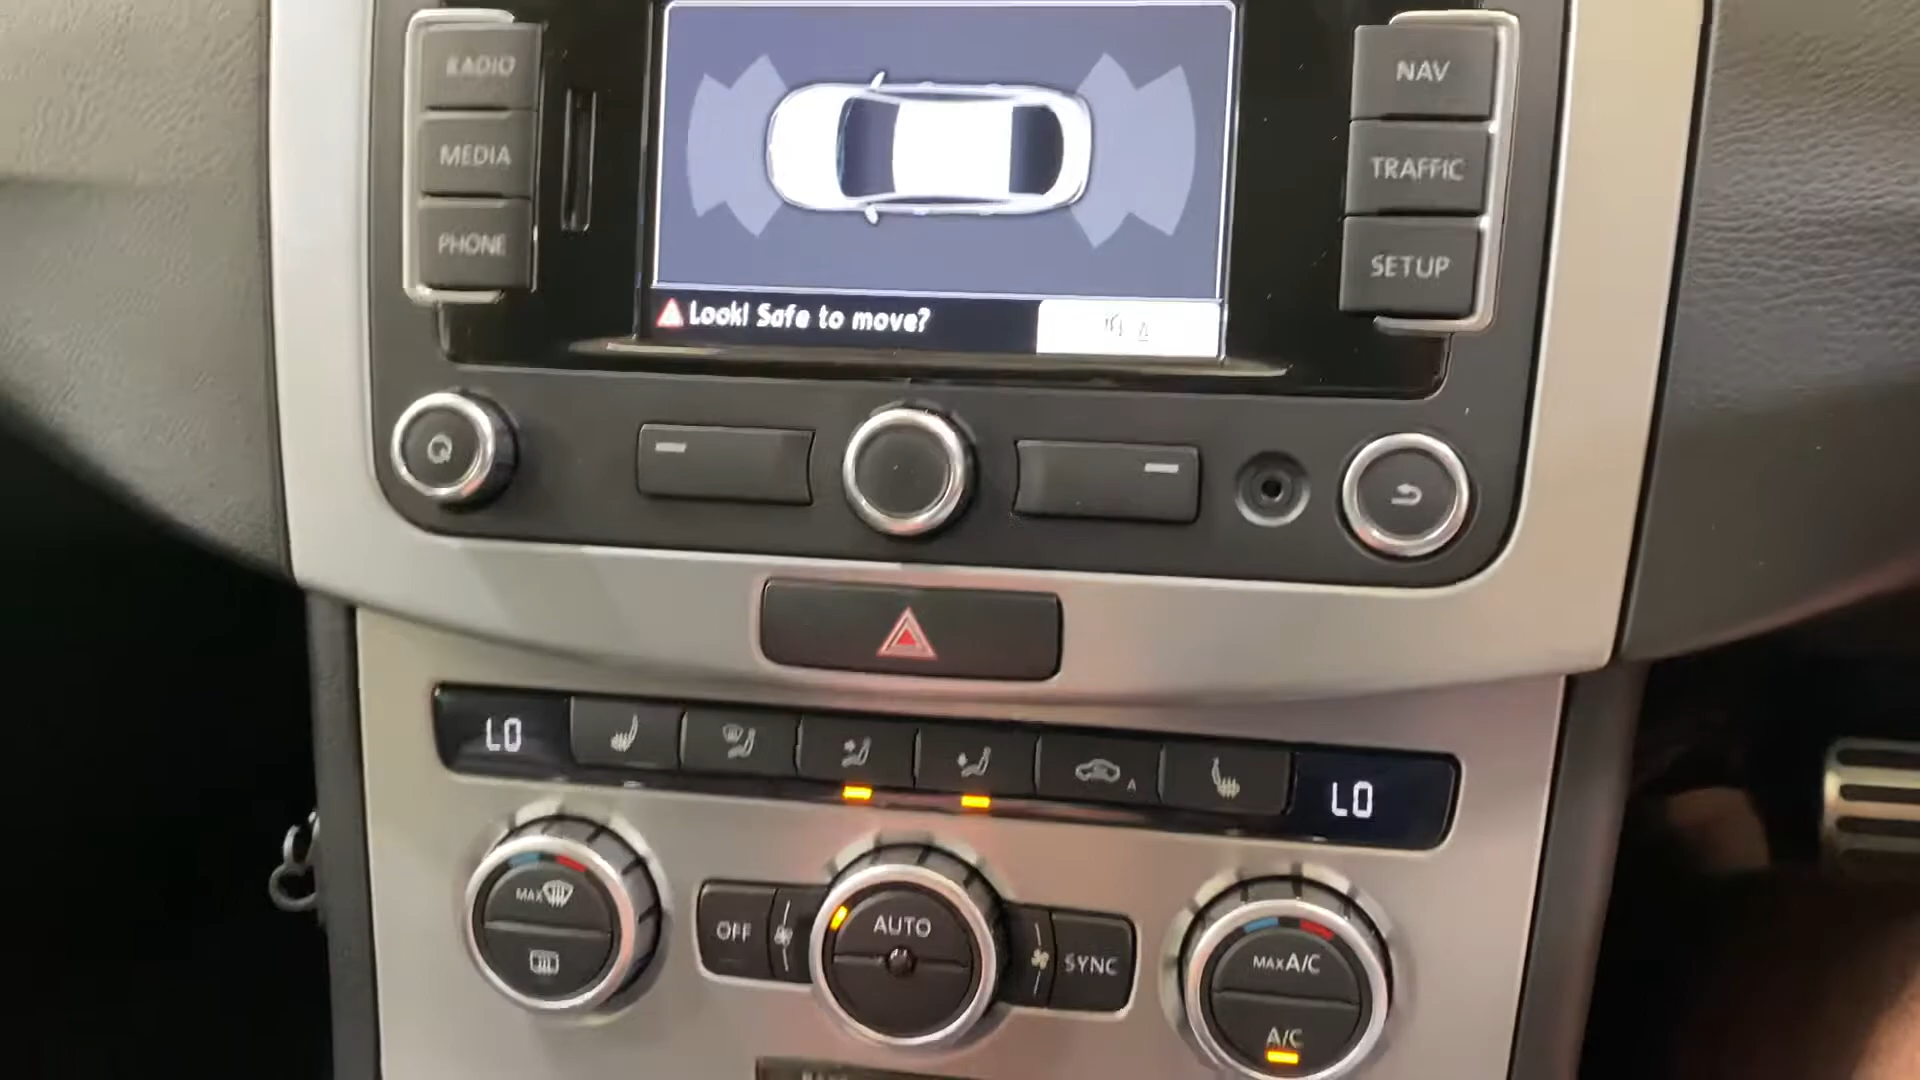 RADIO
MEDIA
PHONE
NAV
TRAFFIC
SETUP
Look! Safe to move?
LO
A
LO
MAX
OFF
AUTO
SYNC
MAX A/C
A/C